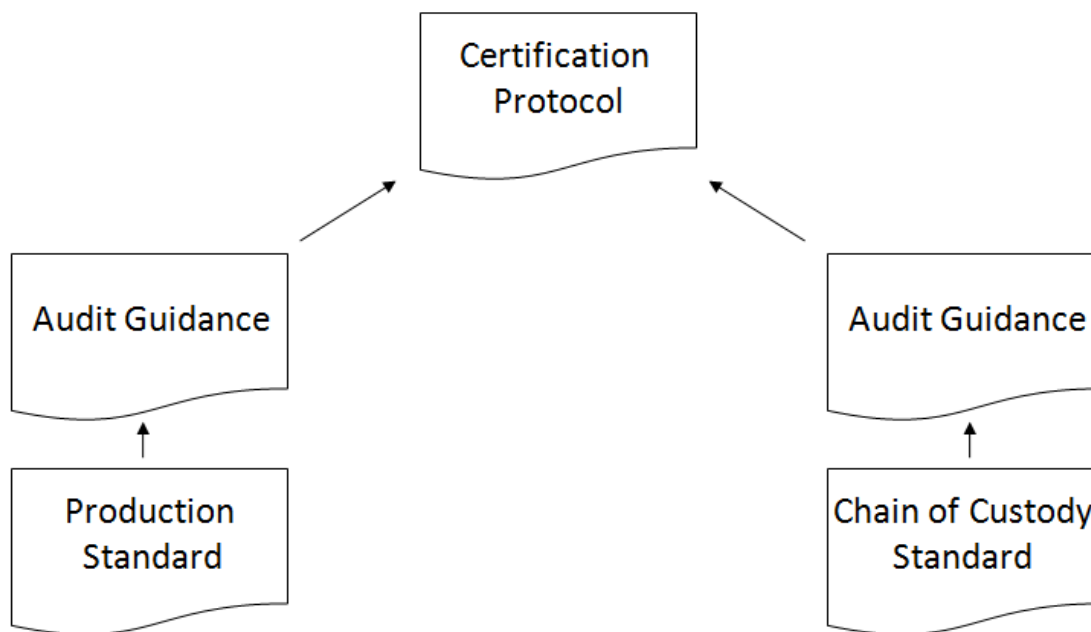 Certification
Protocol
Audit Guidance
Audit Guidance
Production
Standard
Chain of Custody
Standard